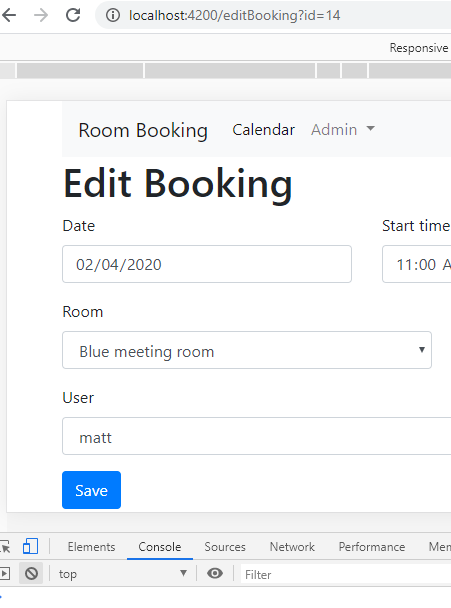 localhost:4200/editBooking?id=14
Responsive
Room Booking Calendar Admin
Edit Booking
Date Start time
02/04/2020 11:00 A
Room
Blue meeting room
User
matt
Save
Elements Console Sources Network Performance Mem
top Filter